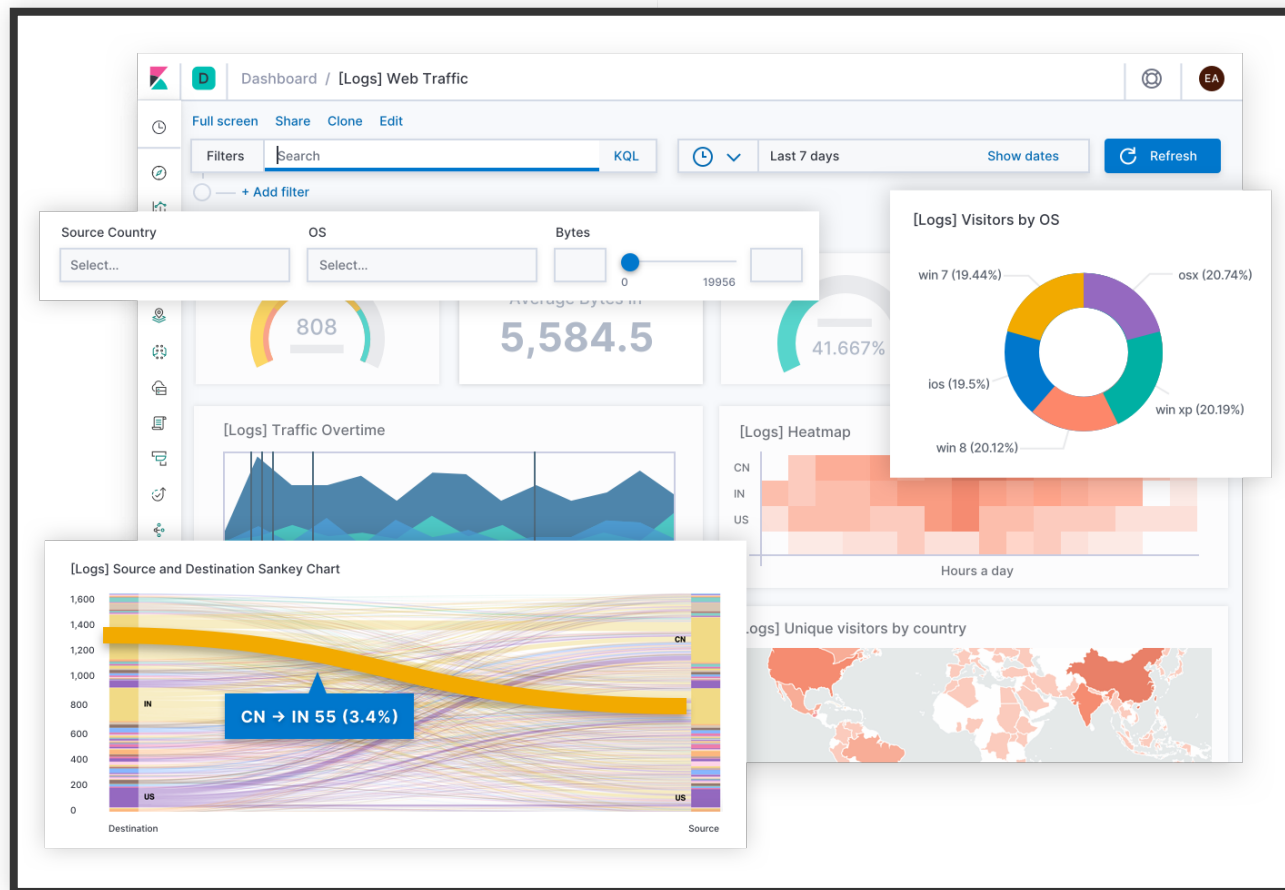 D Dashboard / [Logs] Web Traffic EA
Full screen Share Clone Edit
Filters Search KQL Last 7 days Show dates Refresh
+ Add filter
Source Country OS Bytes
Select... Select... 0 19956
[Logs] Visitors by OS
win 7 (19.44%) osx (20.74%)
ios (19.5%) win xp (20.19%)
win 8 (20.12%)
808
Average Bytes In
5,584.5
41.667%
[Logs] Traffic Overtime
[Logs] Heatmap
CN
IN
US
Hours a day
[Logs] Source and Destination Sankey Chart
1,600
1,400
1,200
1,000
800
600
400
200
0
IN
US
CN
US
CN → IN 55 (3.4%)
Destination Source
ogs] Unique visitors by country